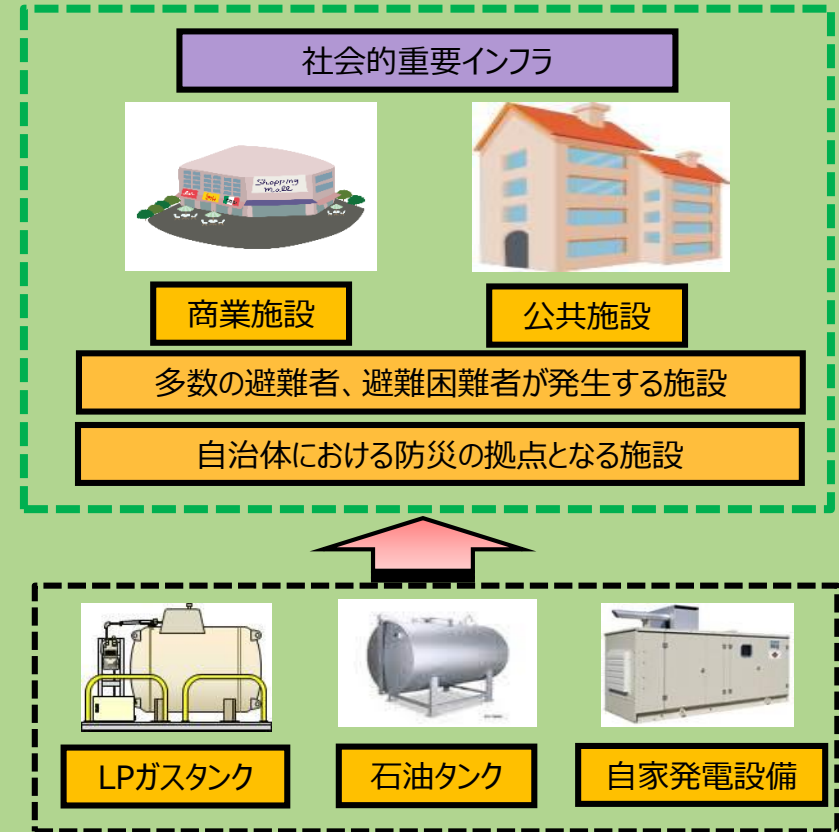 社会的重要インフラ
Shopping
Mall
商業施設
公共施設
多数の避難者、避難困難者が発生する施設
自治体における防災の拠点となる施設
LPガスタンク
石油タンク
自家発電設備